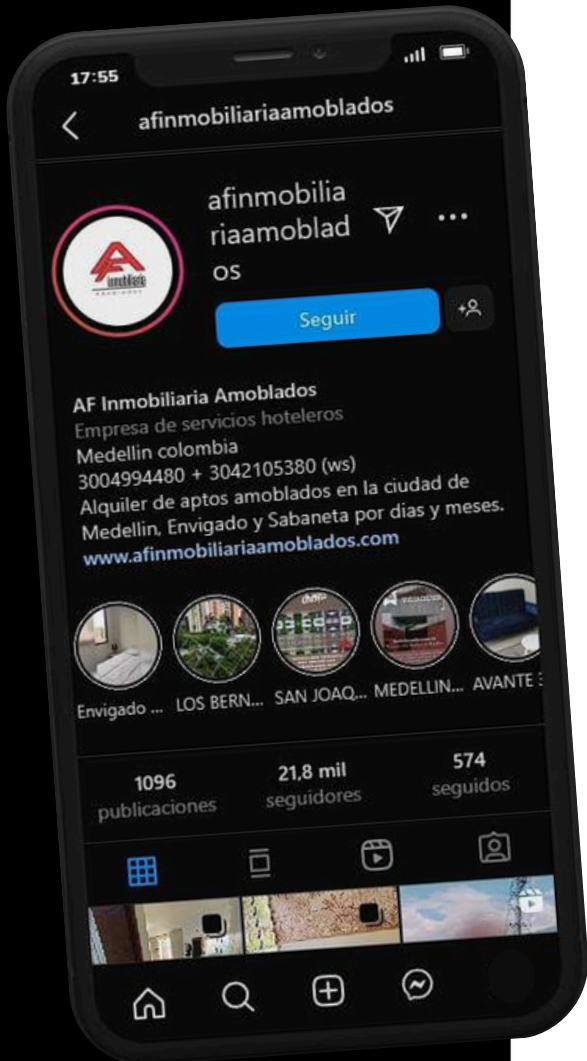 17:55
afinmobiliariaamoblados
afinmobilia
riaamoblad
os
inmobiliaria
Seguir
AF Inmobiliaria Amoblados
Empresa de servicios hoteleros
Medellin colombia
3004994480 + 3042105380 (ws)
Alquiler de aptos amoblados en la ciudad de
Medellin, Envigado y Sabaneta por dias y meses.
www.afinmobiliariaamoblados.com
Envigado ... LOS BERN... SAN JOAQ... MEDELLIN... AVANTE
1096 21,8 mil 574
publicaciones seguidores seguidos